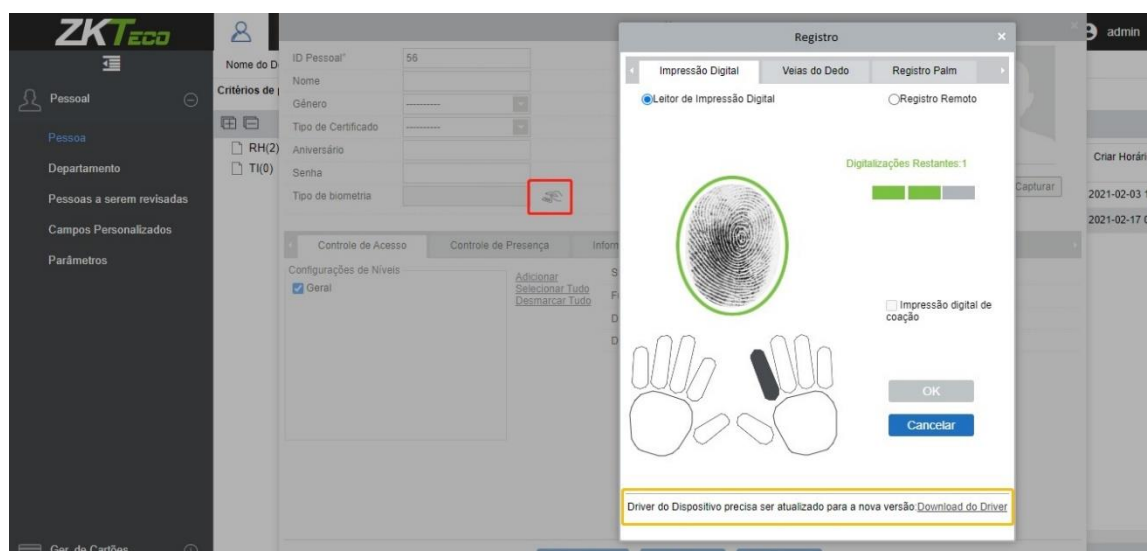 ZKTeco
admin
Pessoal
Pessoa
Departamento
Pessoas a serem revisadas
Campos Personalizados
Parâmetros
Ger. de Cartões
Nome do D
Critérios de
RH(2)
TI(0)
ID Pessoal* 56
Nome
Gênero ----------
Tipo de Certificado ----------
Aniversário
Senha
Tipo de biometria
Capturar
Controle de Acesso Controle de Presença Inform
Configurações de Níveis
Geral
Adicionar
Selecionar Tudo
Desmarcar Tudo
Registro
Impressão Digital Veias do Dedo Registro Palm
Leitor de Impressão Digital Registro Remoto
Digitalizações Restantes:1
Impressão digital de
coação
OK
Cancelar
Driver do Dispositivo precisa ser atualizado para a nova versão:Download do Driver
Criar Horári
2021-02-03 1
2021-02-17 0